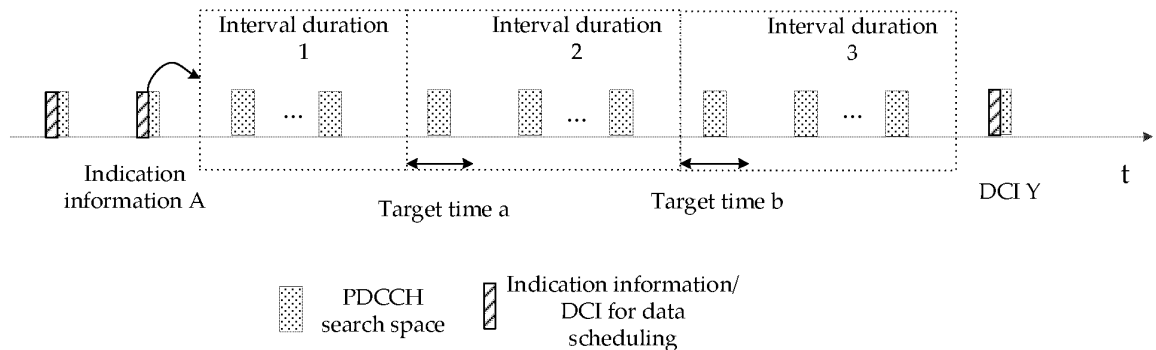 Interval duration
1
Interval duration
2
Interval duration
3
...
...
...
Indication
information A
Target time a
Target time b
DCI Y
t
PDCCH
search space
Indication information/
DCI for data
scheduling